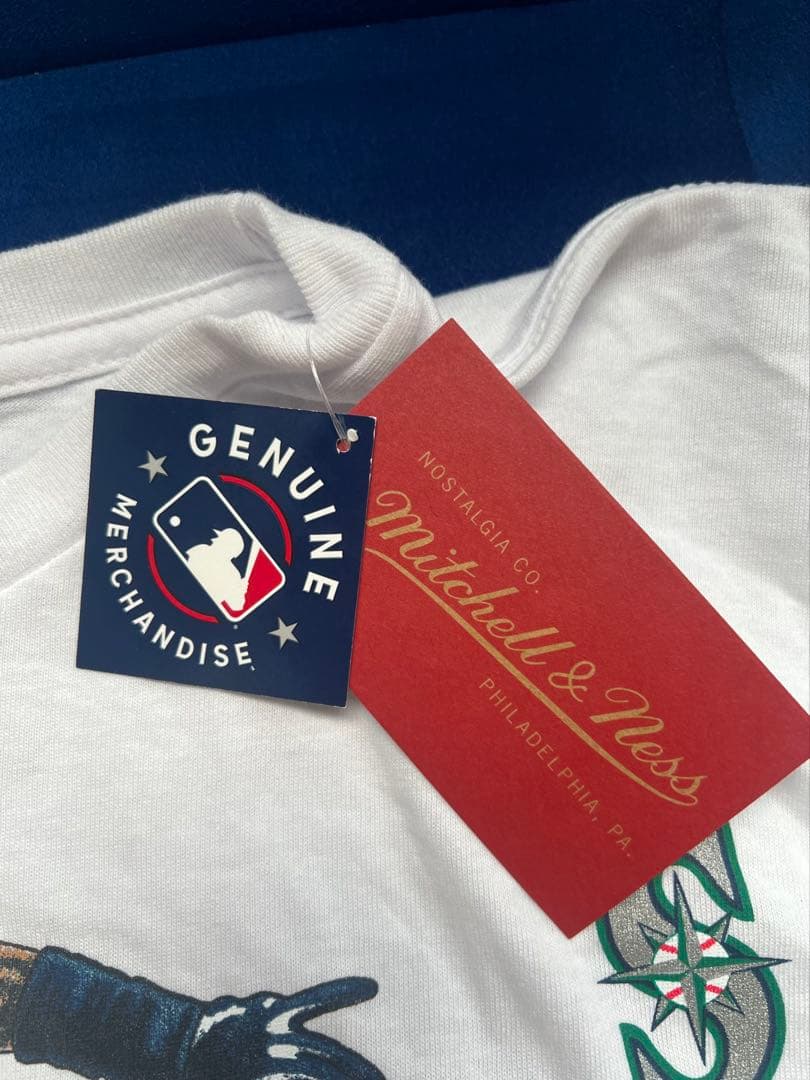 GENUINE
MERCHANDISE
NOSTALGIA CO.
Mitchell & Ness
PHILADELPHIA, PA.
S